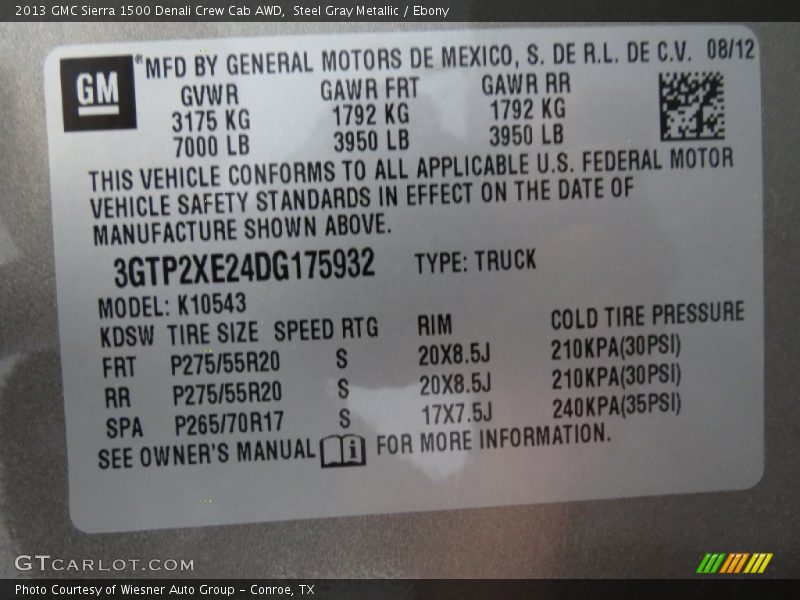 2013 GMC Sierra 1500 Denali Crew Cab AWD, Steel Gray Metallic / Ebony
GM ® MFD BY GENERAL MOTORS DE MEXICO, S. DE R.L. DE C.V. 08/12
GVWR GAWR FRT GAWR RR
3175 KG 1792 KG 1792 KG
7000 LB 3950 LB 3950 LB
THIS VEHICLE CONFORMS TO ALL APPLICABLE U.S. FEDERAL MOTOR
VEHICLE SAFETY STANDARDS IN EFFECT ON THE DATE OF
MANUFACTURE SHOWN ABOVE.
3GTP2XE24DG175932 TYPE: TRUCK
MODEL: K10543
KDSW TIRE SIZE SPEED RTG RIM COLD TIRE PRESSURE
FRT P275/55R20 S 20X8.5J 210KPA(30PSI)
RR P275/55R20 S 20X8.5J 210KPA(30PSI)
SPA P265/70R17 S 17X7.5J 240KPA(35PSI)
SEE OWNER'S MANUAL i FOR MORE INFORMATION.
GTCARLOT.COM
Photo Courtesy of Wiesner Auto Group - Conroe, TX